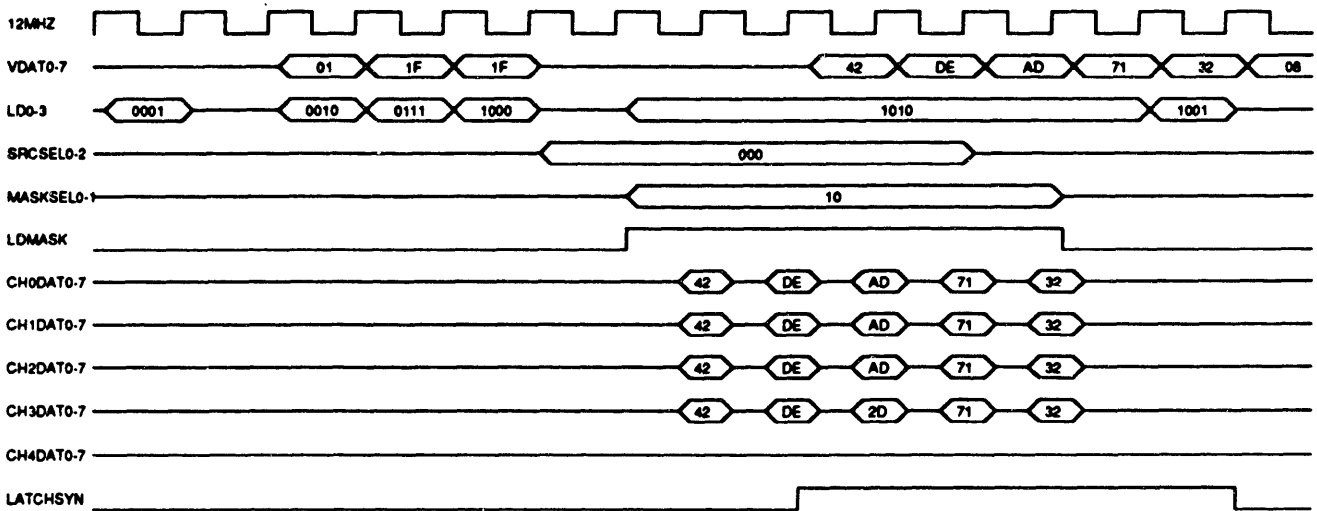 12MHZ
VDAT0-7 01 1F 1F 42 DE AD 71 32 08
LD0-3 0001 0010 0111 1000 1010 1001
SRCSEL0-2 000
MASKSEL0-1 10
LDMASK
CH0DAT0-7 42 DE AD 71 32
CH1DAT0-7 42 DE AD 71 32
CH2DAT0-7 42 DE AD 71 32
CH3DAT0-7 42 DE 2D 71 32
CH4DAT0-7
LATCHSYN